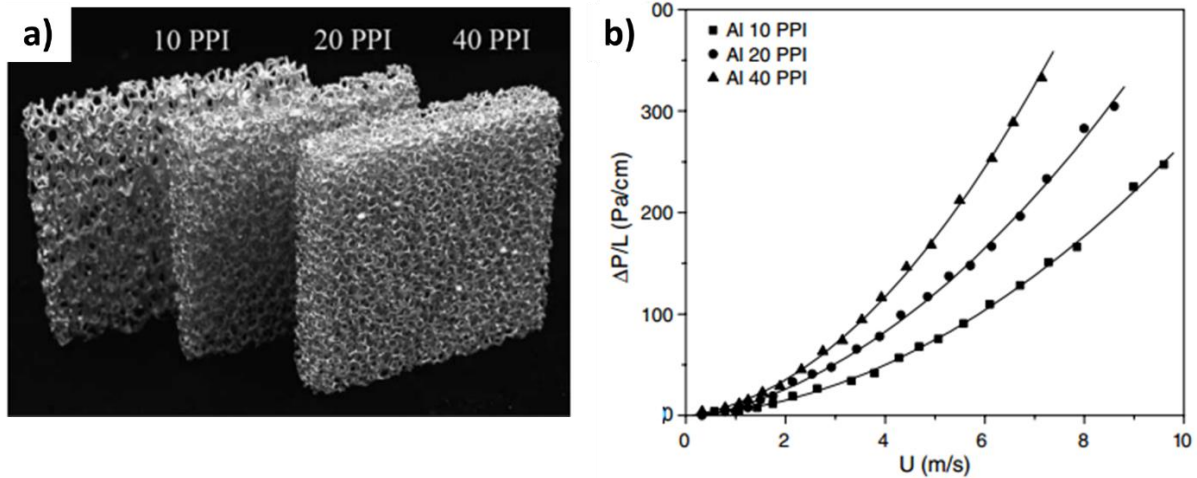 a)
10 PPI 20 PPI 40 PPI
b)
Al 10 PPI
Al 20 PPI
Al 40 PPI
ΔP/L (Pa/cm)
00
300
200
100
0
0 2 4 6 8 10
U (m/s)